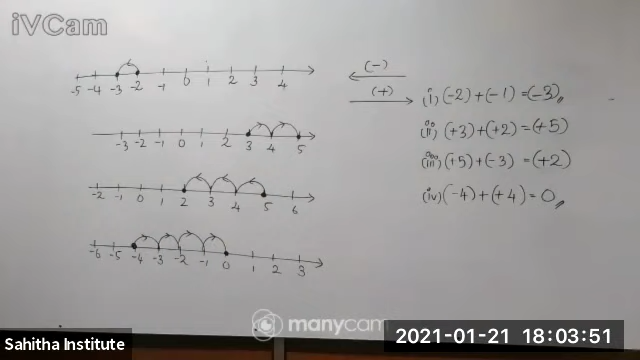 iVCam
-5 -4 -3 -2 -1 0 1 2 3 4
(-)
(+)
(i) (-2)+(-1)=(-3)
-3 -2 -1 0 1 2 3 4 5
(ii) (+3)+(+2)=(+5)
(iii) (+5)+(-3) =(+2)
-2 -1 0 1 2 3 4 5 6
(iv) (-4)+(+4)=0
-6 -5 -4 -3 -2 -1 0 1 2 3
manycam
2021-01-21 18:03:51
Sahitha Institute